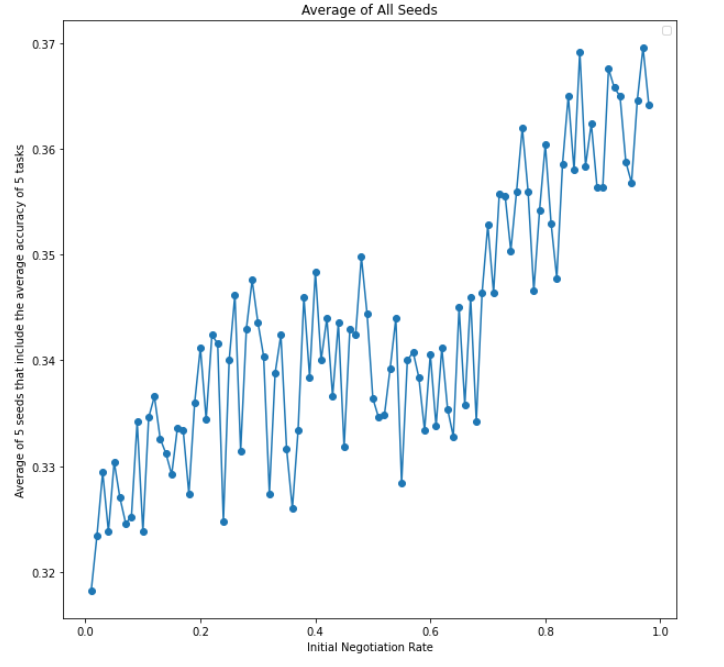 Average of All Seeds
Average of 5 seeds that include the average accuracy of 5 tasks
0.37
0.36
0.35
0.34
0.33
0.32
0.0 0.2 0.4 0.6 0.8 1.0
Initial Negotiation Rate